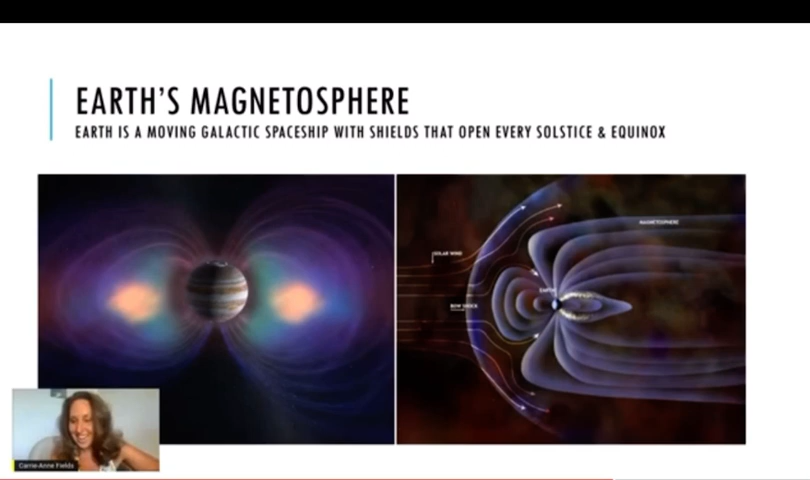 EARTH'S MAGNETOSPHERE
EARTH IS A MOVING GALACTIC SPACESHIP WITH SHIELDS THAT OPEN EVERY SOLSTICE & EQUINOX
MAGNETOSPHERE
SOLAR WIND
EARTH
BOW SHOCK
Carrie-Anne Fields